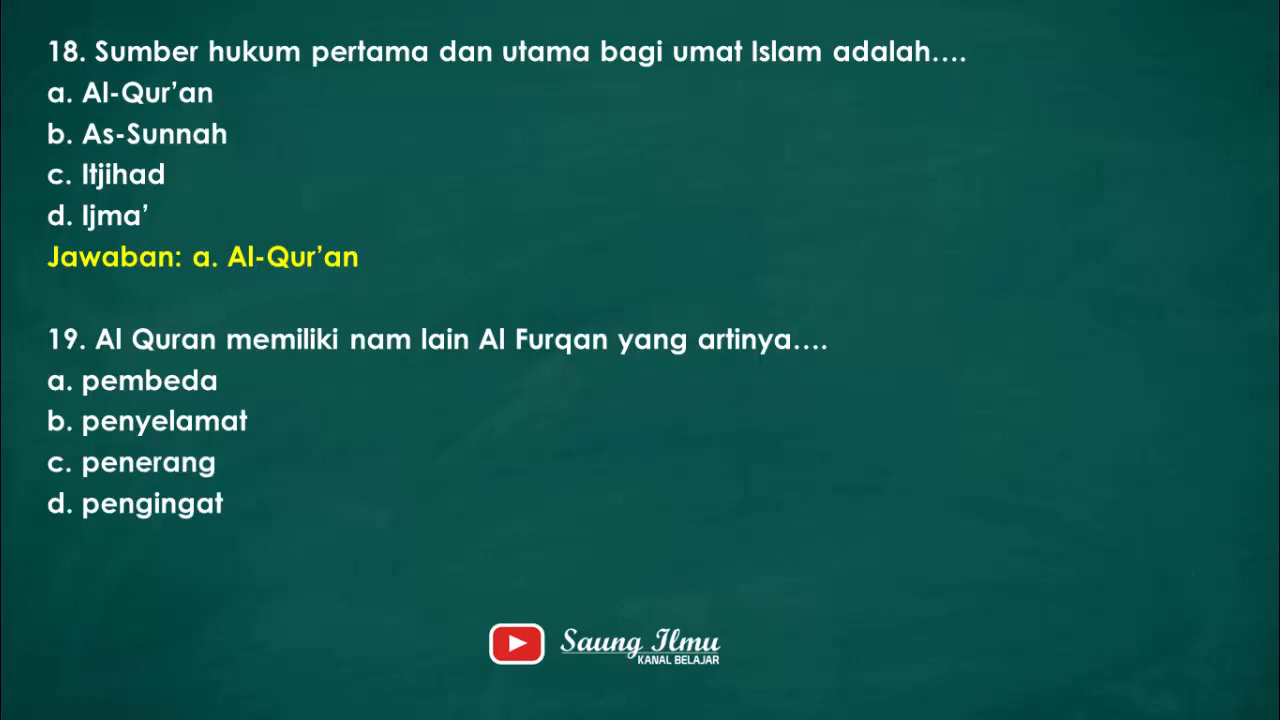 18. Sumber hukum pertama dan utama bagi umat Islam adalah....
a. Al-Qur’an
b. As-Sunnah
c. Itjihad
d. Ijma’
Jawaban: a. Al-Qur’an
19. Al Quran memiliki nam lain Al Furqan yang artinya....
a. pembeda
b. penyelamat
c. penerang
d. pengingat
Saung Ilmu
KANAL BELAJAR